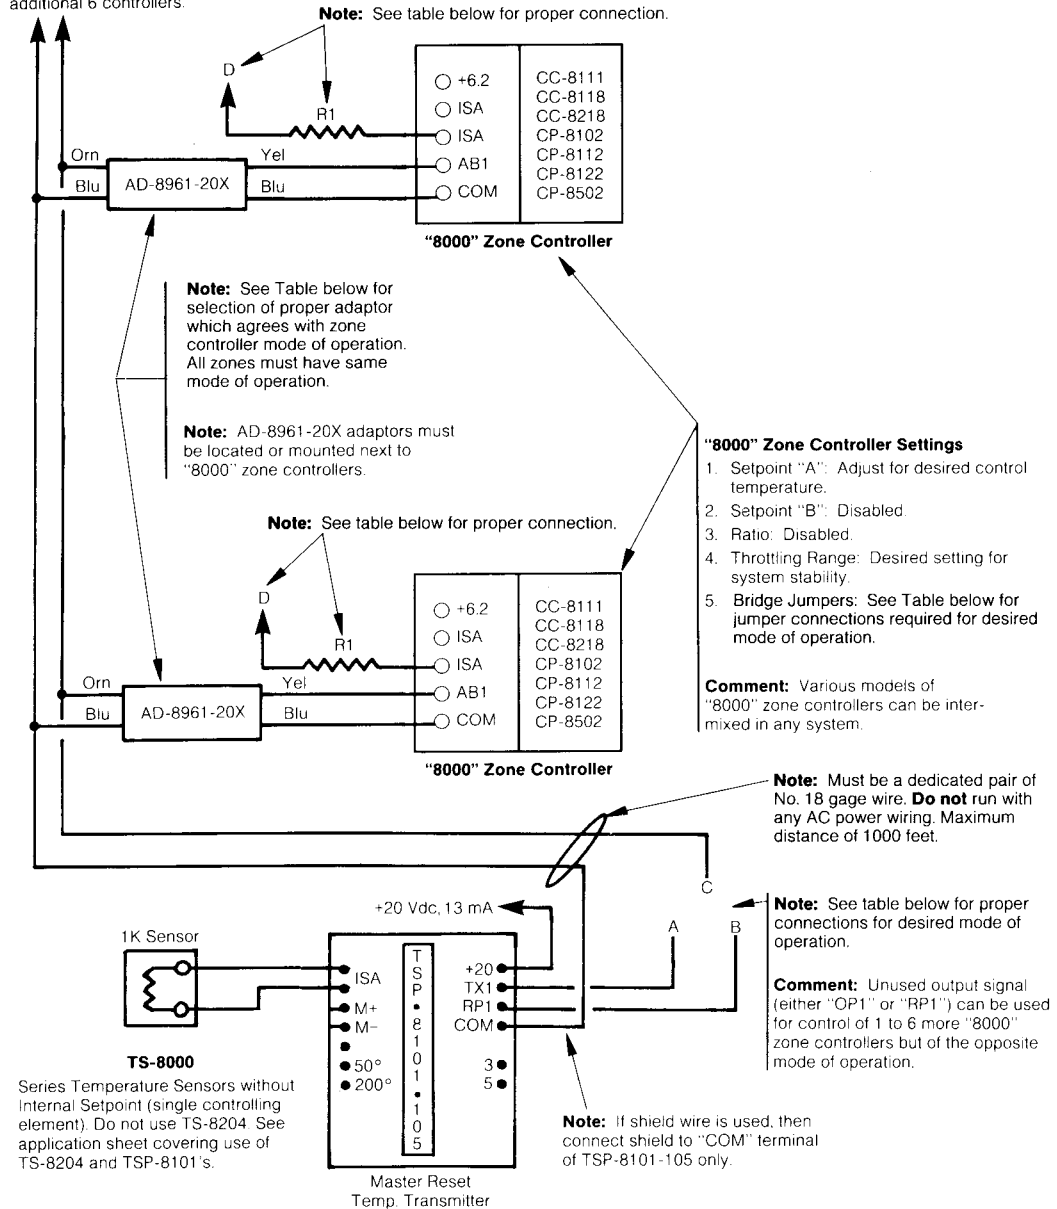 additional 6 controllers.
Note: See table below for proper connection.
D
R1
+6.2
ISA
ISA
AB1
COM
CC-8111
CC-8118
CC-8218
CP-8102
CP-8112
CP-8122
CP-8502
Orn
Blu
AD-8961-20X
Yel
Blu
"8000" Zone Controller
Note: See Table below for
selection of proper adaptor
which agrees with zone
controller mode of operation.
All zones must have same
mode of operation.
Note: AD-8961-20X adaptors must
be located or mounted next to
"8000" zone controllers.
"8000" Zone Controller Settings
1. Setpoint "A": Adjust for desired control
temperature.
2. Setpoint "B": Disabled.
3. Ratio: Disabled.
4. Throttling Range: Desired setting for
system stability.
5. Bridge Jumpers: See Table below for
jumper connections required for desired
mode of operation.
Comment: Various models of
"8000" zone controllers can be inter-
mixed in any system.
Note: See table below for proper connection.
D
R1
+6.2
ISA
ISA
AB1
COM
CC-8111
CC-8118
CC-8218
CP-8102
CP-8112
CP-8122
CP-8502
Orn
Blu
AD-8961-20X
Yel
Blu
"8000" Zone Controller
Note: Must be a dedicated pair of
No. 18 gage wire. Do not run with
any AC power wiring. Maximum
distance of 1000 feet.
C
A
B
Note: See table below for proper
connections for desired mode of
operation.
Comment: Unused output signal
(either "OP1" or "RP1") can be used
for control of 1 to 6 more "8000"
zone controllers but of the opposite
mode of operation.
+20 Vdc, 13 mA
1K Sensor
ISA
M+
M−
50°
200°
TSP•8101•105
+20
TX1
RP1
COM
3
5
TS-8000
Series Temperature Sensors without
Internal Setpoint (single controlling
element). Do not use TS-8204. See
application sheet covering use of
TS-8204 and TSP-8101's.
Note: If shield wire is used, then
connect shield to "COM" terminal
of TSP-8101-105 only.
Master Reset
Temp. Transmitter